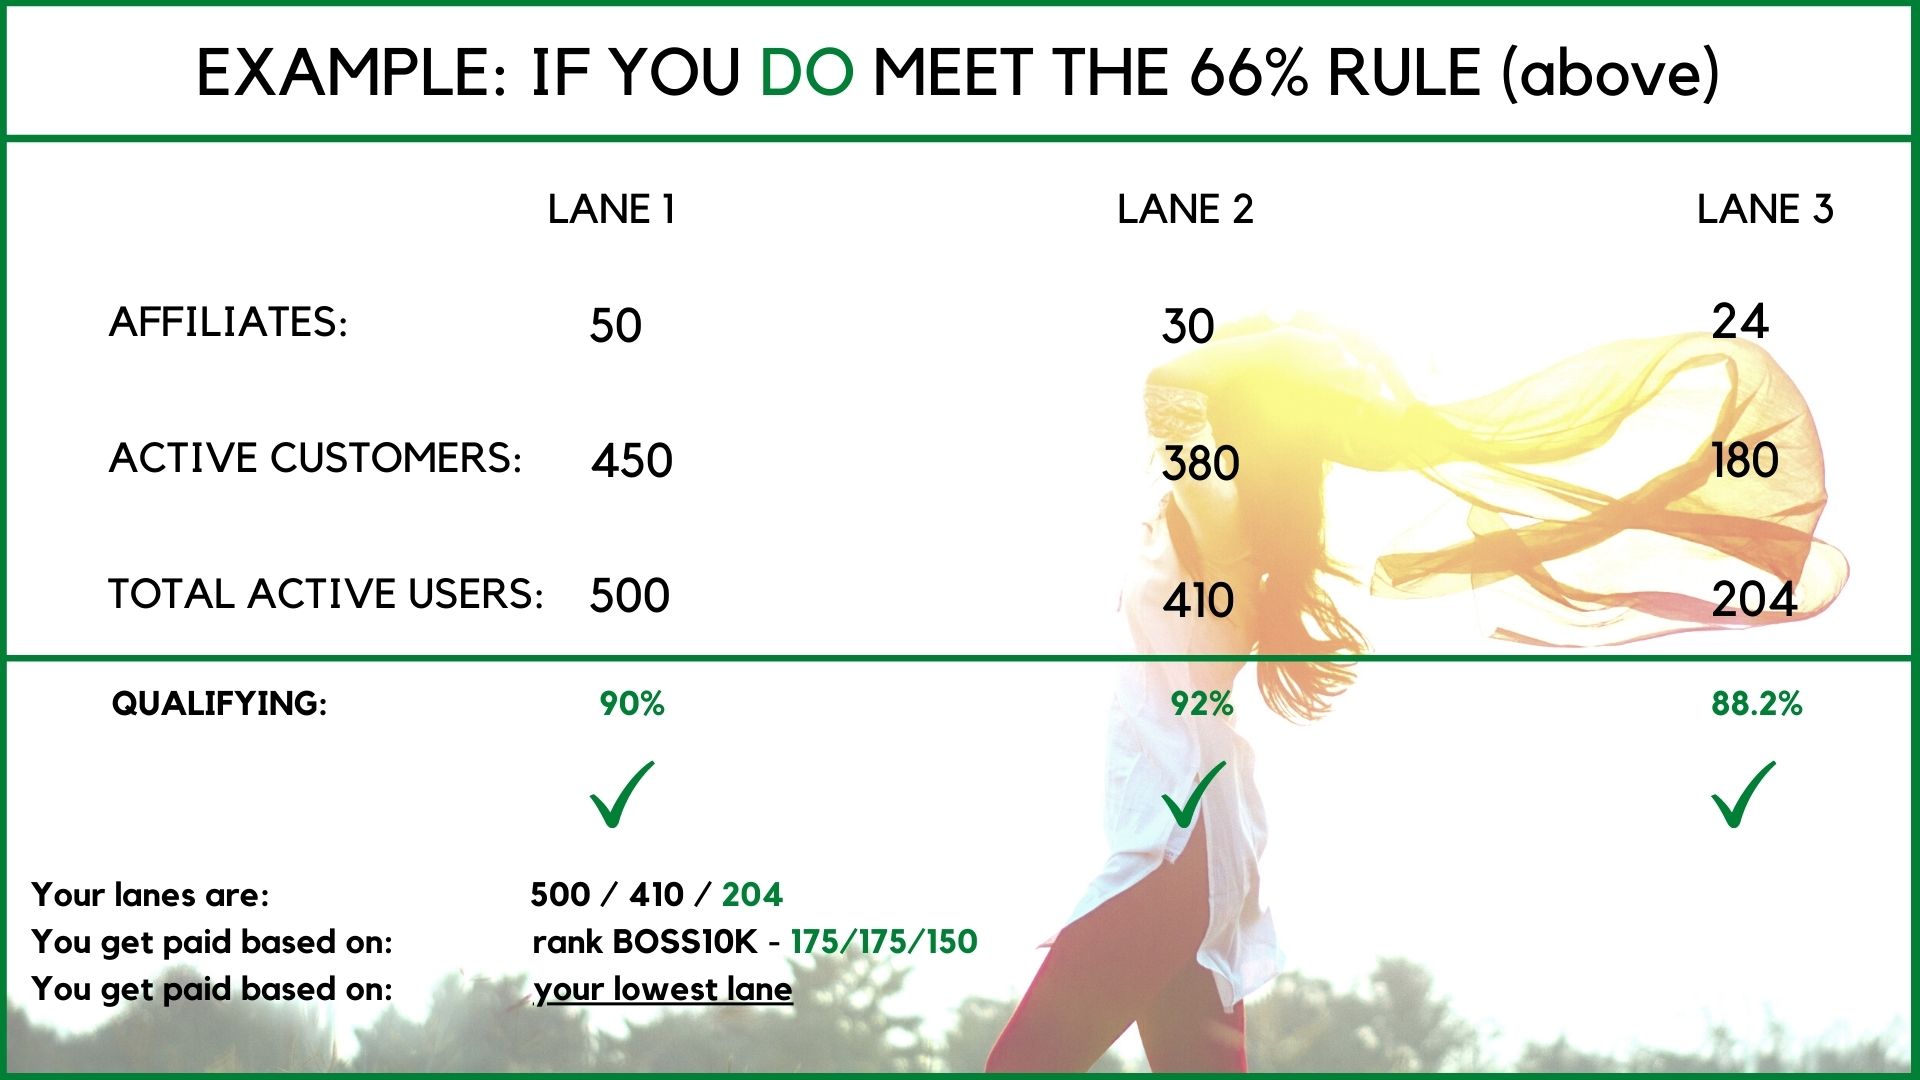 EXAMPLE: IF YOU DO MEET THE 66% RULE (above)
LANE 1 LANE 2 LANE 3
AFFILIATES: 50 30 24
ACTIVE CUSTOMERS: 450 380 180
TOTAL ACTIVE USERS: 500 410 204
QUALIFYING: 90% 92% 88.2%
Your lanes are: 500 / 410 / 204
You get paid based on: rank BOSS10K - 175/175/150
You get paid based on: your lowest lane